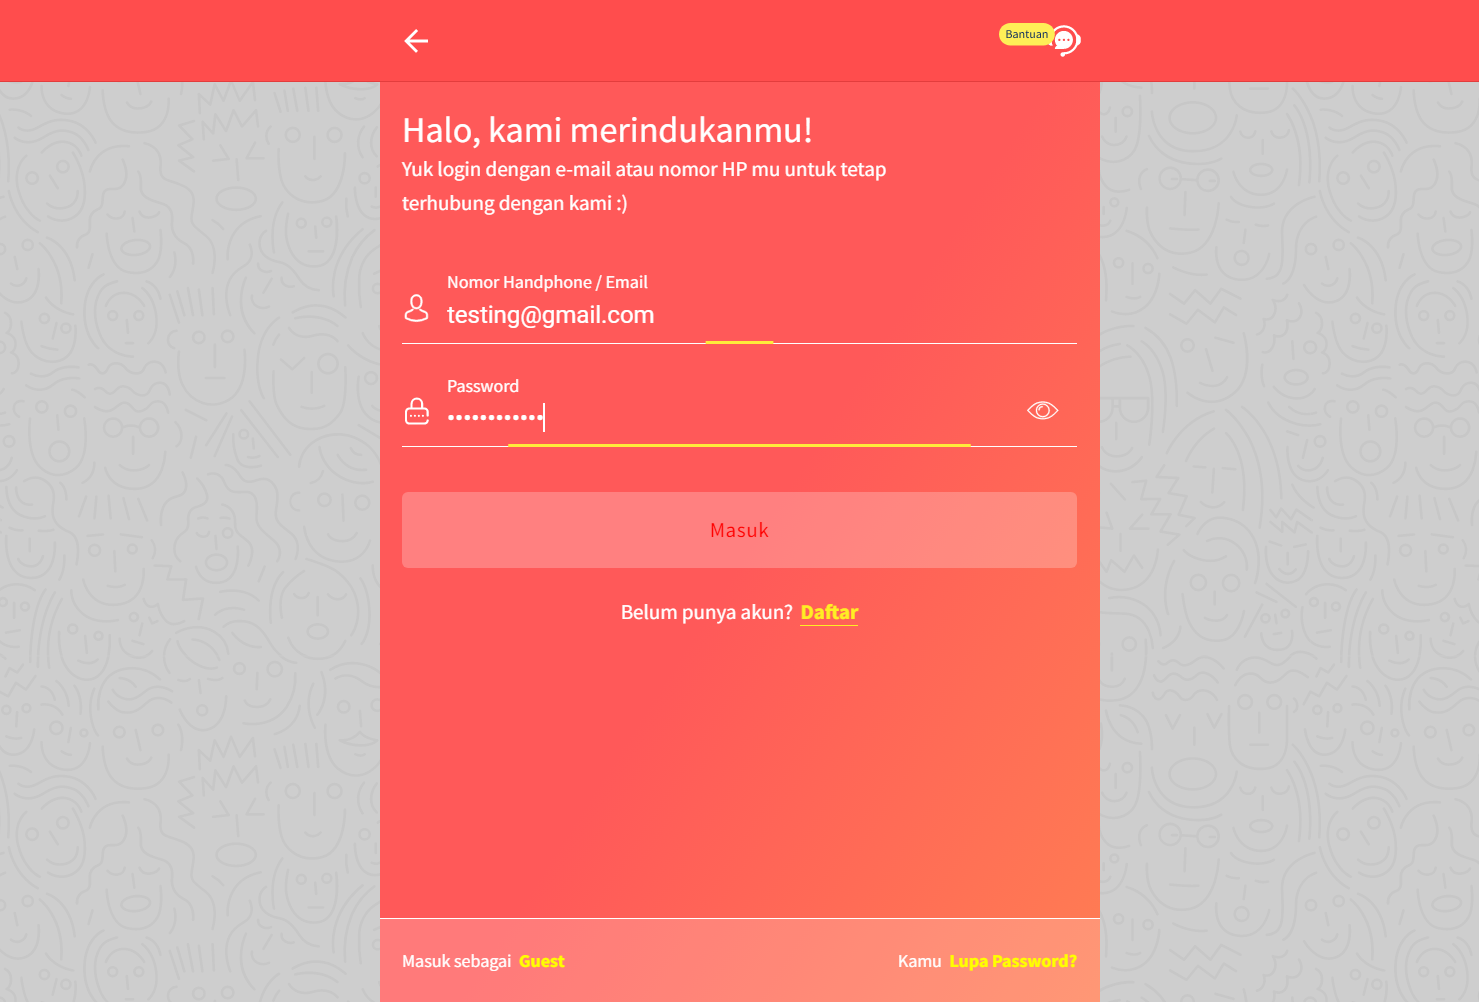 Bantuan
Halo, kami merindukanmu!
Yuk login dengan e-mail atau nomor HP mu untuk tetap
terhubung dengan kami :)
Nomor Handphone / Email
testing@gmail.com
Password
••••••••••••
Masuk
Belum punya akun? Daftar
Masuk sebagai Guest
Kamu Lupa Password?